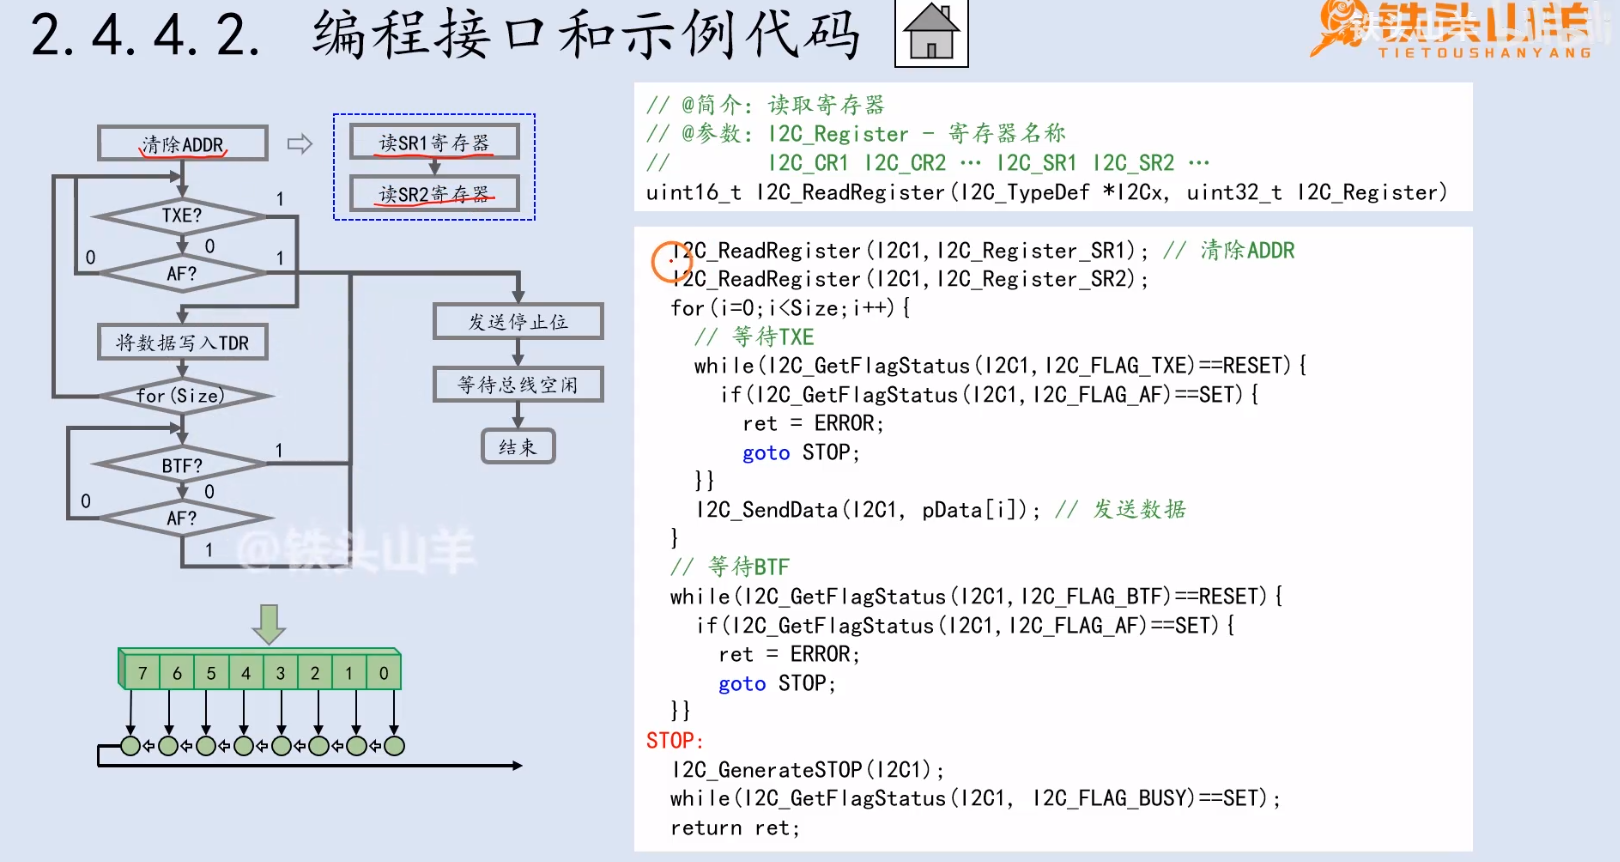 2.4.4.2. 编程接口和示例代码
铁头山羊
TIETOUSHANYANG
清除ADDR
读SR1寄存器
读SR2寄存器
TXE?
1
0
0
AF?
1
将数据写入TDR
for(Size)
BTF?
1
0
0
AF?
1
发送停止位
等待总线空闲
结束
@铁头山羊
7 6 5 4 3 2 1 0
// @简介: 读取寄存器
// @参数: I2C_Register - 寄存器名称
// I2C_CR1 I2C_CR2 … I2C_SR1 I2C_SR2 …
uint16_t I2C_ReadRegister(I2C_TypeDef *I2Cx, uint32_t I2C_Register)
I2C_ReadRegister(I2C1,I2C_Register_SR1); // 清除ADDR
I2C_ReadRegister(I2C1,I2C_Register_SR2);
for(i=0;i<Size;i++){
// 等待TXE
while(I2C_GetFlagStatus(I2C1,I2C_FLAG_TXE)==RESET){
if(I2C_GetFlagStatus(I2C1,I2C_FLAG_AF)==SET){
ret = ERROR;
goto STOP;
}}
I2C_SendData(I2C1, pData[i]); // 发送数据
}
// 等待BTF
while(I2C_GetFlagStatus(I2C1,I2C_FLAG_BTF)==RESET){
if(I2C_GetFlagStatus(I2C1,I2C_FLAG_AF)==SET){
ret = ERROR;
goto STOP;
}}
STOP:
I2C_GenerateSTOP(I2C1);
while(I2C_GetFlagStatus(I2C1, I2C_FLAG_BUSY)==SET);
return ret;